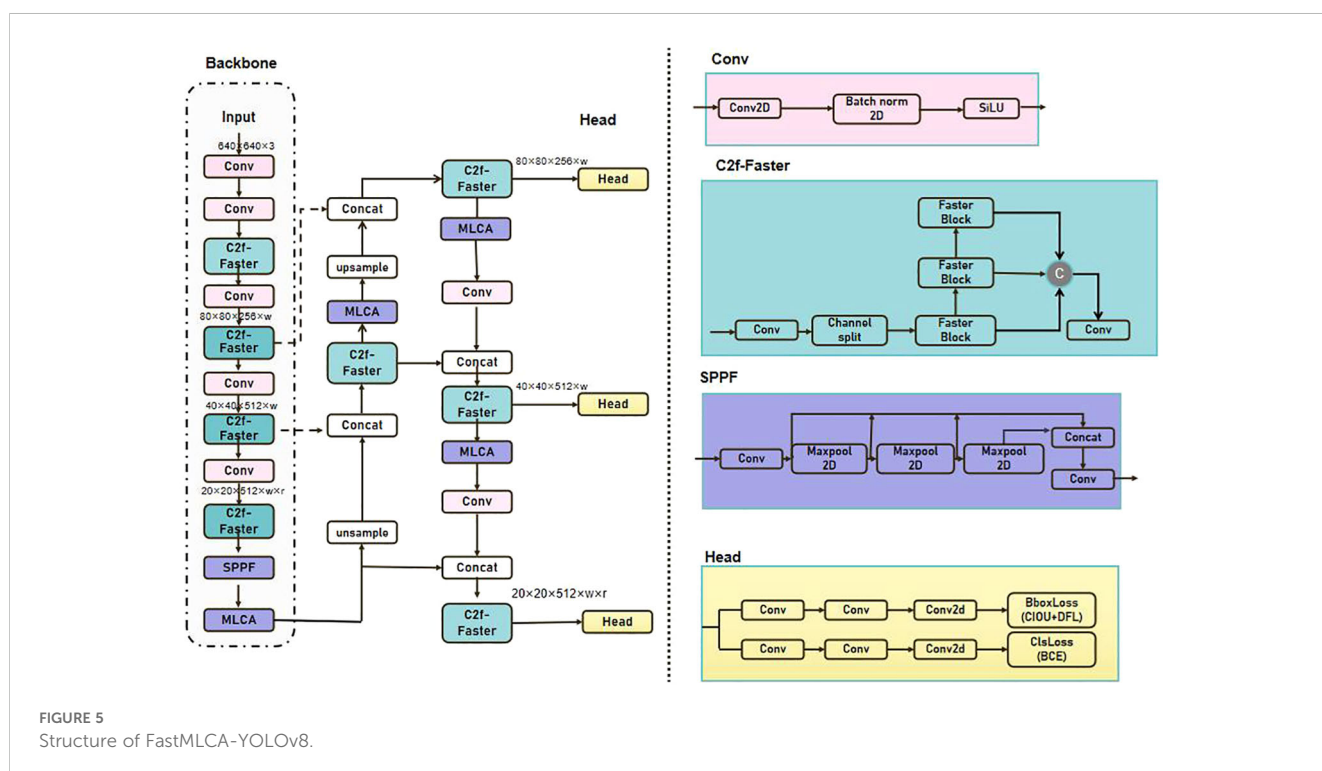 Backbone
Input
640×640×3
Conv
Conv
C2f-
Faster
Conv
80×80×256×w
C2f-
Faster
Conv
40×40×512×w
C2f-
Faster
Conv
20×20×512×w×r
C2f-
Faster
SPPF
MLCA
Concat
upsample
MLCA
C2f-
Faster
Concat
unsample
Head
C2f-
Faster
80×80×256×w
Head
MLCA
Conv
Concat
C2f-
Faster
40×40×512×w
Head
MLCA
Conv
Concat
C2f-
Faster
20×20×512×w×r
Head
Conv
Conv2D
Batch norm
2D
SiLU
C2f-Faster
Faster
Block
Faster
Block
C
Conv
Channel
split
Faster
Block
Conv
SPPF
Conv
Maxpool
2D
Maxpool
2D
Maxpool
2D
Concat
Conv
Head
Conv
Conv
Conv2d
BboxLoss
(CIOU+DFL)
Conv
Conv
Conv2d
ClsLoss
(BCE)
FIGURE 5
Structure of FastMLCA-YOLOv8.